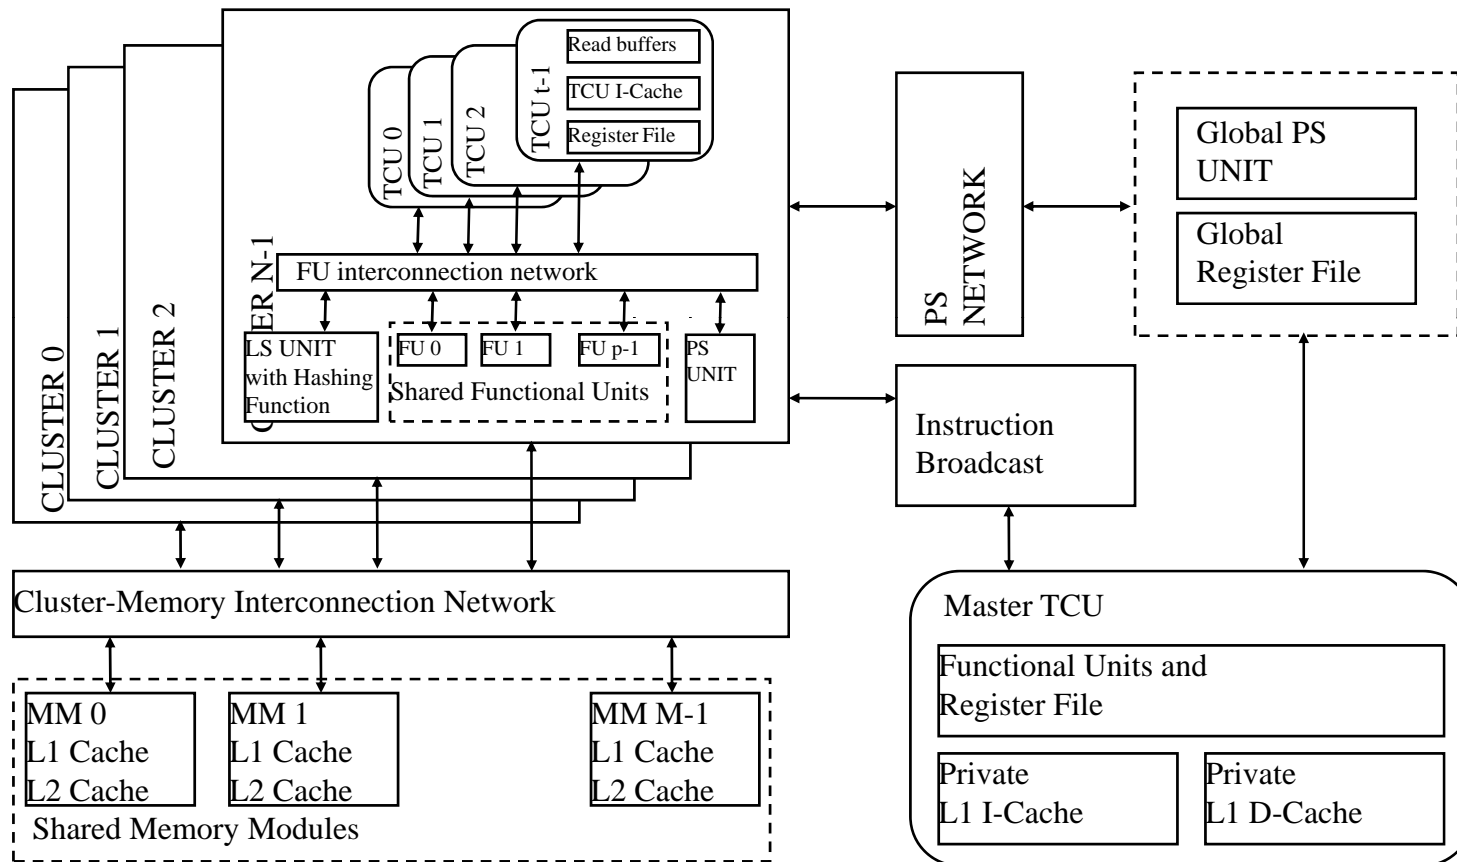 Read buffers
TCU I-Cache
Register File
TCU t-1
TCU 2
TCU 1
TCU 0
FU interconnection network
LS UNIT
with Hashing
Function
FU 0
FU 1
FU p-1
Shared Functional Units
PS
UNIT
ER N-1
CLUSTER 2
CLUSTER 1
CLUSTER 0
PS
NETWORK
Global PS
UNIT
Global
Register File
Instruction
Broadcast
Cluster-Memory Interconnection Network
MM 0
L1 Cache
L2 Cache
MM 1
L1 Cache
L2 Cache
MM M-1
L1 Cache
L2 Cache
Shared Memory Modules
Master TCU
Functional Units and
Register File
Private
L1 I-Cache
Private
L1 D-Cache